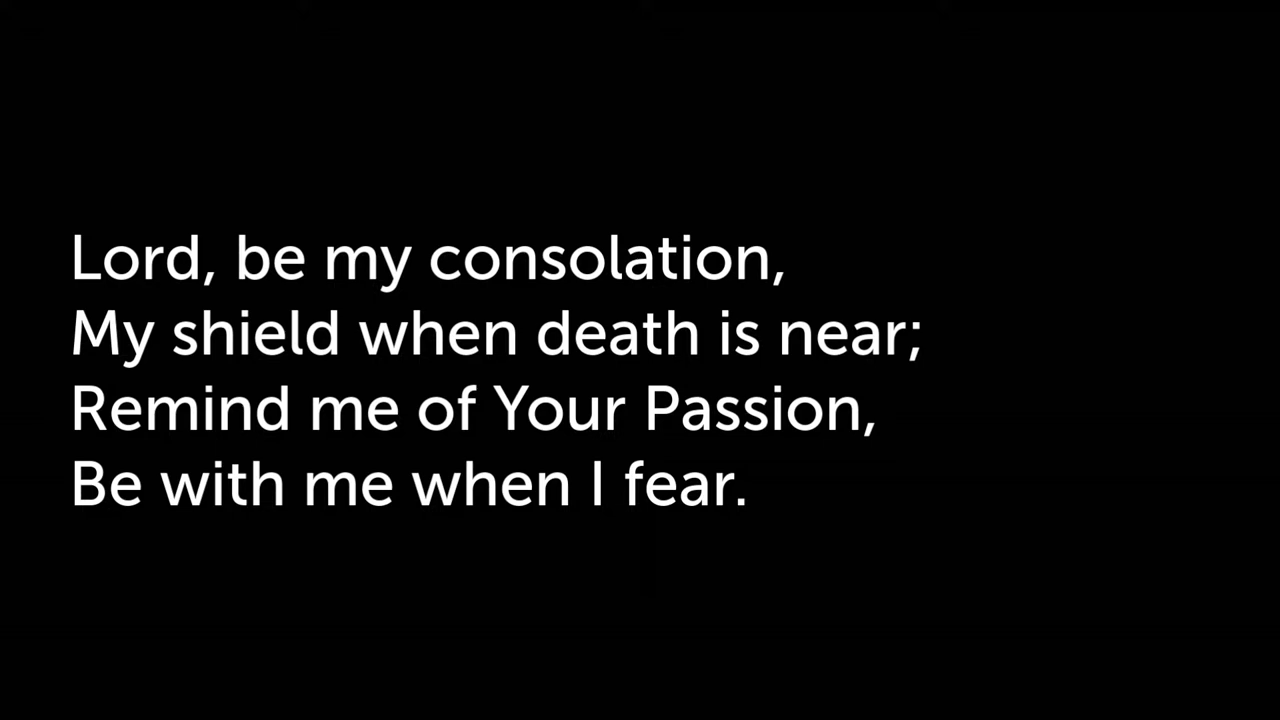 Lord, be my consolation,
My shield when death is near;
Remind me of Your Passion,
Be with me when I fear.